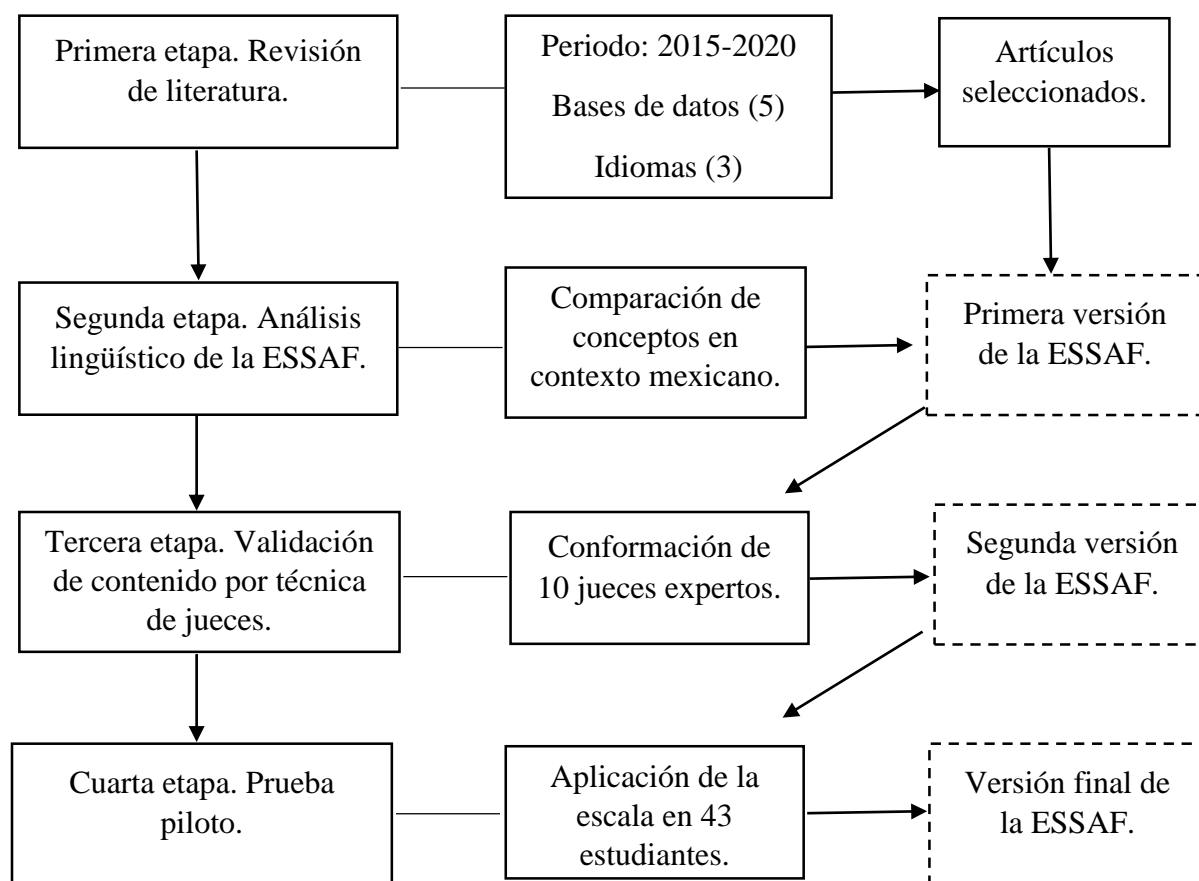 Primera etapa. Revisión
de literatura.
Periodo: 2015-2020
Bases de datos (5)
Idiomas (3)
Artículos
seleccionados.
Segunda etapa. Análisis
lingüístico de la ESSAF.
Comparación de
conceptos en
contexto mexicano.
Primera versión
de la ESSAF.
Tercera etapa. Validación
de contenido por técnica
de jueces.
Conformación de
10 jueces expertos.
Segunda versión
de la ESSAF.
Cuarta etapa. Prueba
piloto.
Aplicación de la
escala en 43
estudiantes.
Versión final de
la ESSAF.